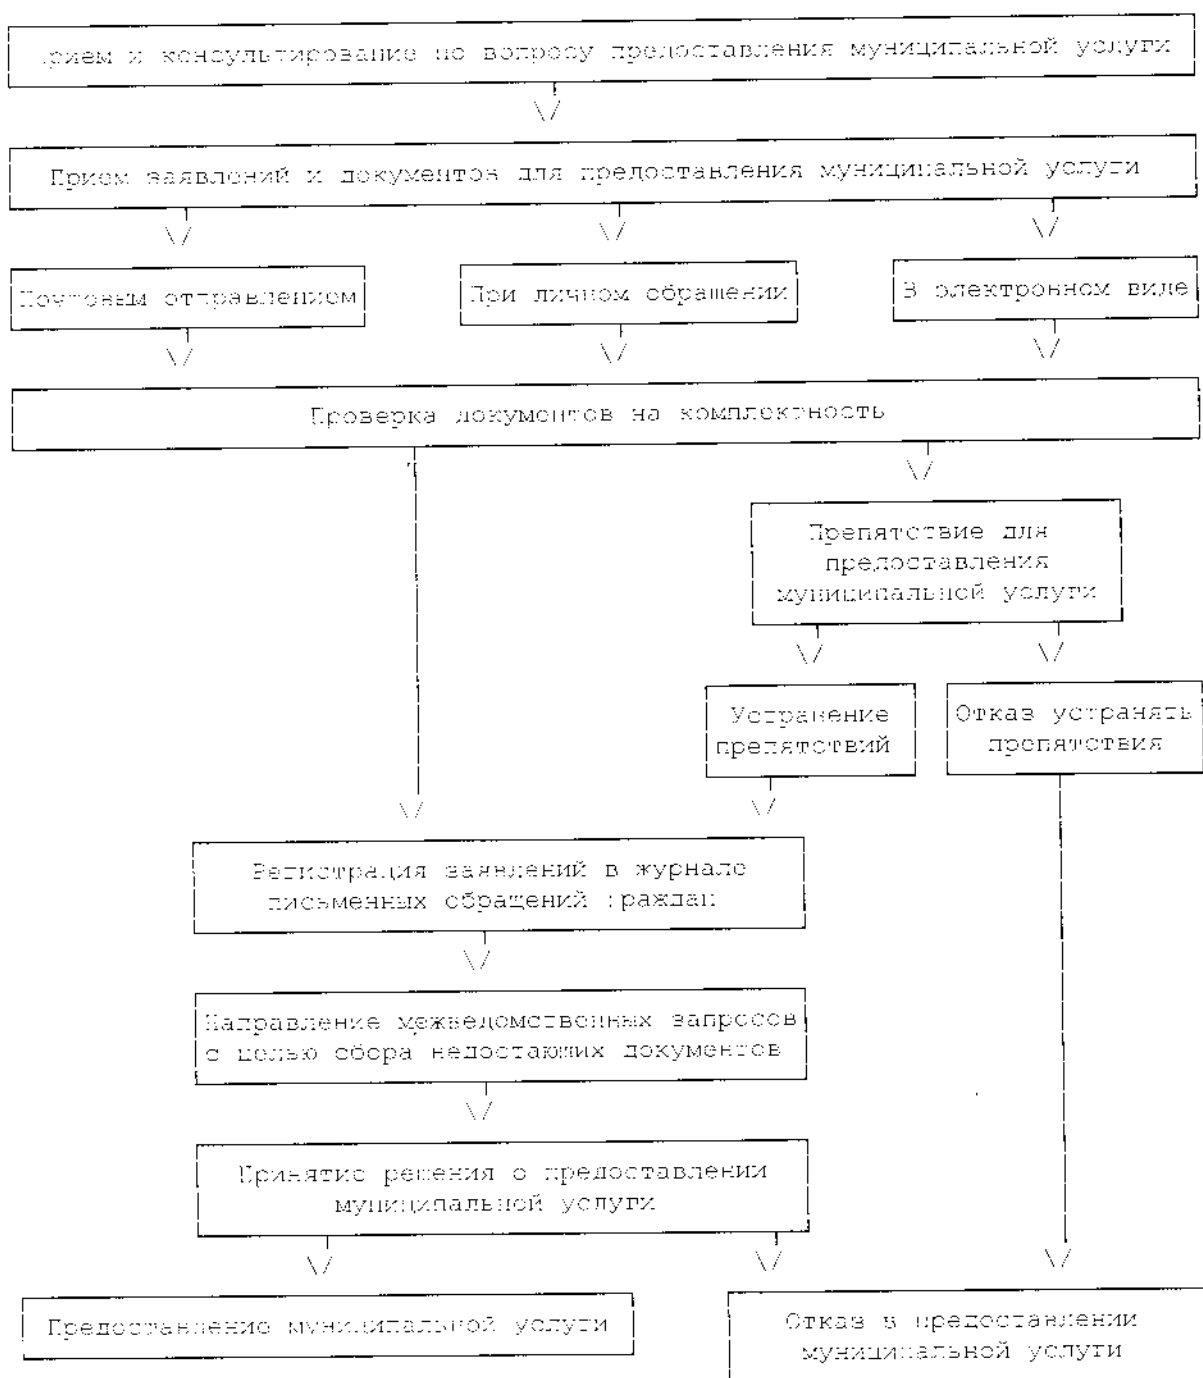 Прием и консультирование по вопросу предоставления муниципальной услуги
Прием заявлений и документов для предоставления муниципальной услуги
Почтовым отправлением
При личном обращении
В электронном виде
Проверка документов на комплектность
Препятствие для
предоставления
муниципальной услуги
Устранение
препятствий
Отказ устранять
препятствия
Регистрация заявлений в журнале
письменных обращений граждан
Направление межведомственных запросов
с целью сбора недостающих документов
Принятие решения о предоставлении
муниципальной услуги
Предоставление муниципальной услуги
Отказ в предоставлении
муниципальной услуги